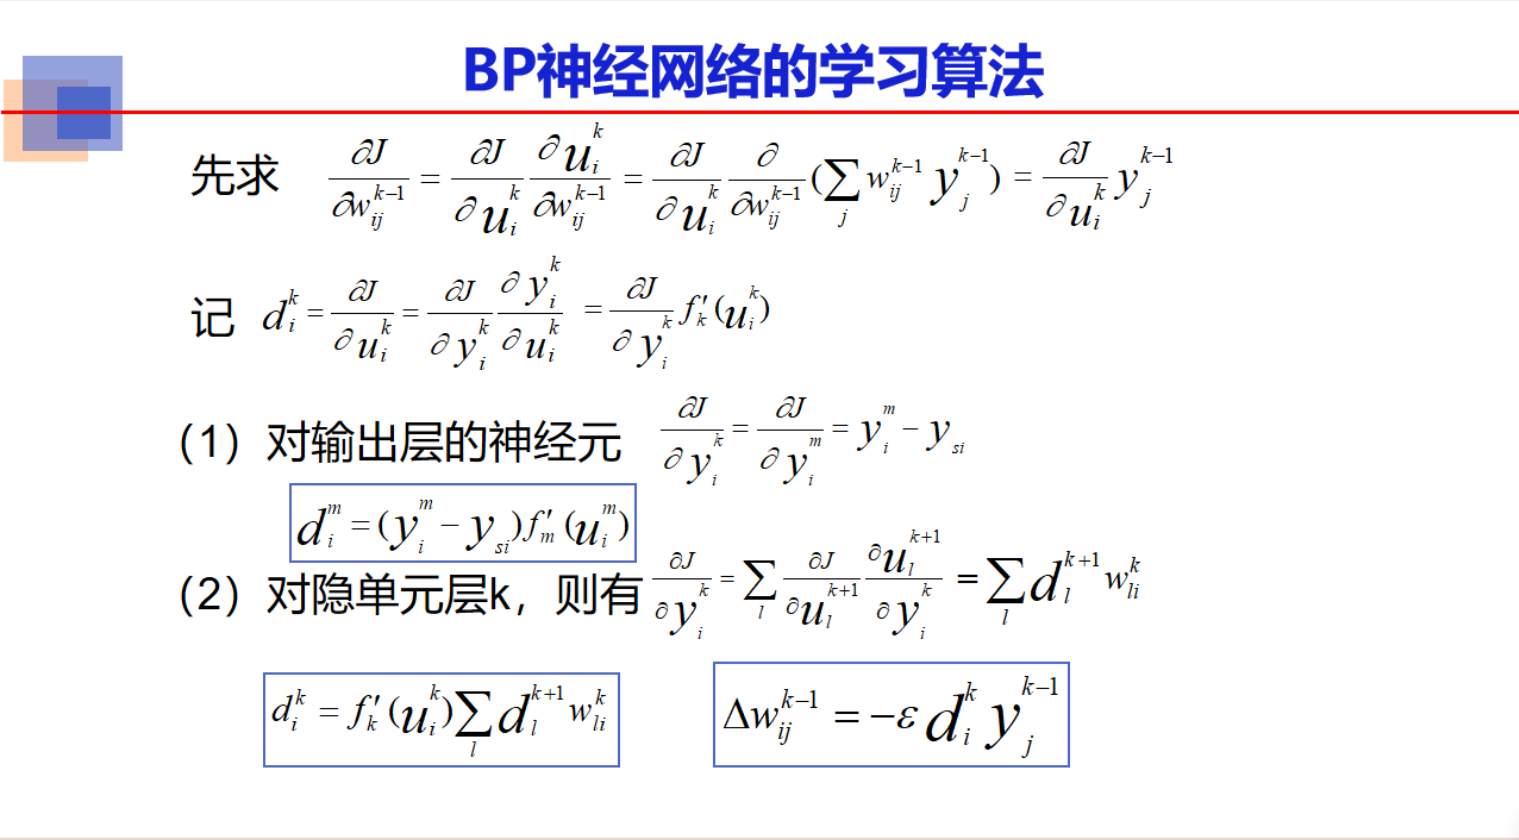 BP神经网络的学习算法
先求 $\frac{\partial J}{\partial w_{ij}^{k-1}} = \frac{\partial J}{\partial u_i^k} \frac{\partial u_i^k}{\partial w_{ij}^{k-1}} = \frac{\partial J}{\partial u_i^k} \frac{\partial}{\partial w_{ij}^{k-1}} (\sum_j w_{ij}^{k-1} y_j^{k-1}) = \frac{\partial J}{\partial u_i^k} y_j^{k-1}$
记 $d_i^k = \frac{\partial J}{\partial u_i^k} = \frac{\partial J}{\partial y_i^k} \frac{\partial y_i^k}{\partial u_i^k} = \frac{\partial J}{\partial y_i^k} f_k'(u_i^k)$
（1）对输出层的神经元 $\frac{\partial J}{\partial y_i^k} = \frac{\partial J}{\partial y_i^m} = y_i^m - y_{si}$
$d_i^m = (y_i^m - y_{si}) f_m'(u_i^m)$
（2）对隐单元层k，则有 $\frac{\partial J}{\partial y_i^k} = \sum_l \frac{\partial J}{\partial u_l^{k+1}} \frac{\partial u_l^{k+1}}{\partial y_i^k} = \sum_l d_l^{k+1} w_{li}^k$
$d_i^k = f_k'(u_i^k) \sum_l d_l^{k+1} w_{li}^k$
$\Delta w_{ij}^{k-1} = -\varepsilon d_i^k y_j^{k-1}$